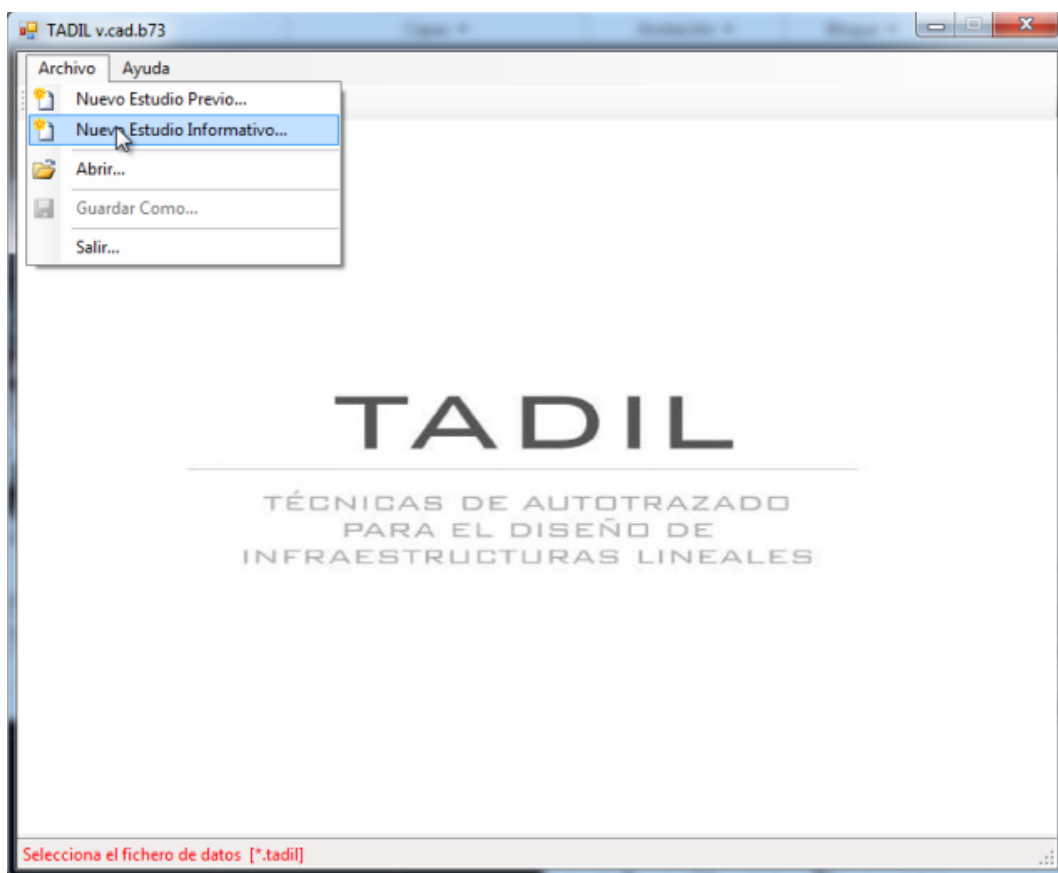 TADIL v.cad.b73
Archivo Ayuda
Nuevo Estudio Previo...
Nuevo Estudio Informativo...
Abrir...
Guardar Como...
Salir...
TADIL
TÉCNICAS DE AUTOTRAZADO
PARA EL DISEÑO DE
INFRAESTRUCTURAS LINEALES
Selecciona el fichero de datos [*.tadil]